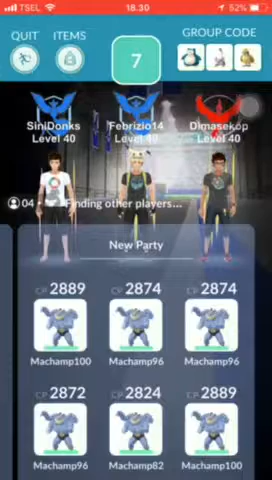 TSEL 18.30 52%
QUIT ITEMS GROUP CODE
7
SiniDonks Febrizio14 Dimasekop
Level 40 Level 40 Level 40
04 Finding other players...
New Party
CP 2889 CP 2874 CP 2874
Machamp100 Machamp96 Machamp96
CP 2872 CP 2824 CP 2889
Machamp96 Machamp82 Machamp100